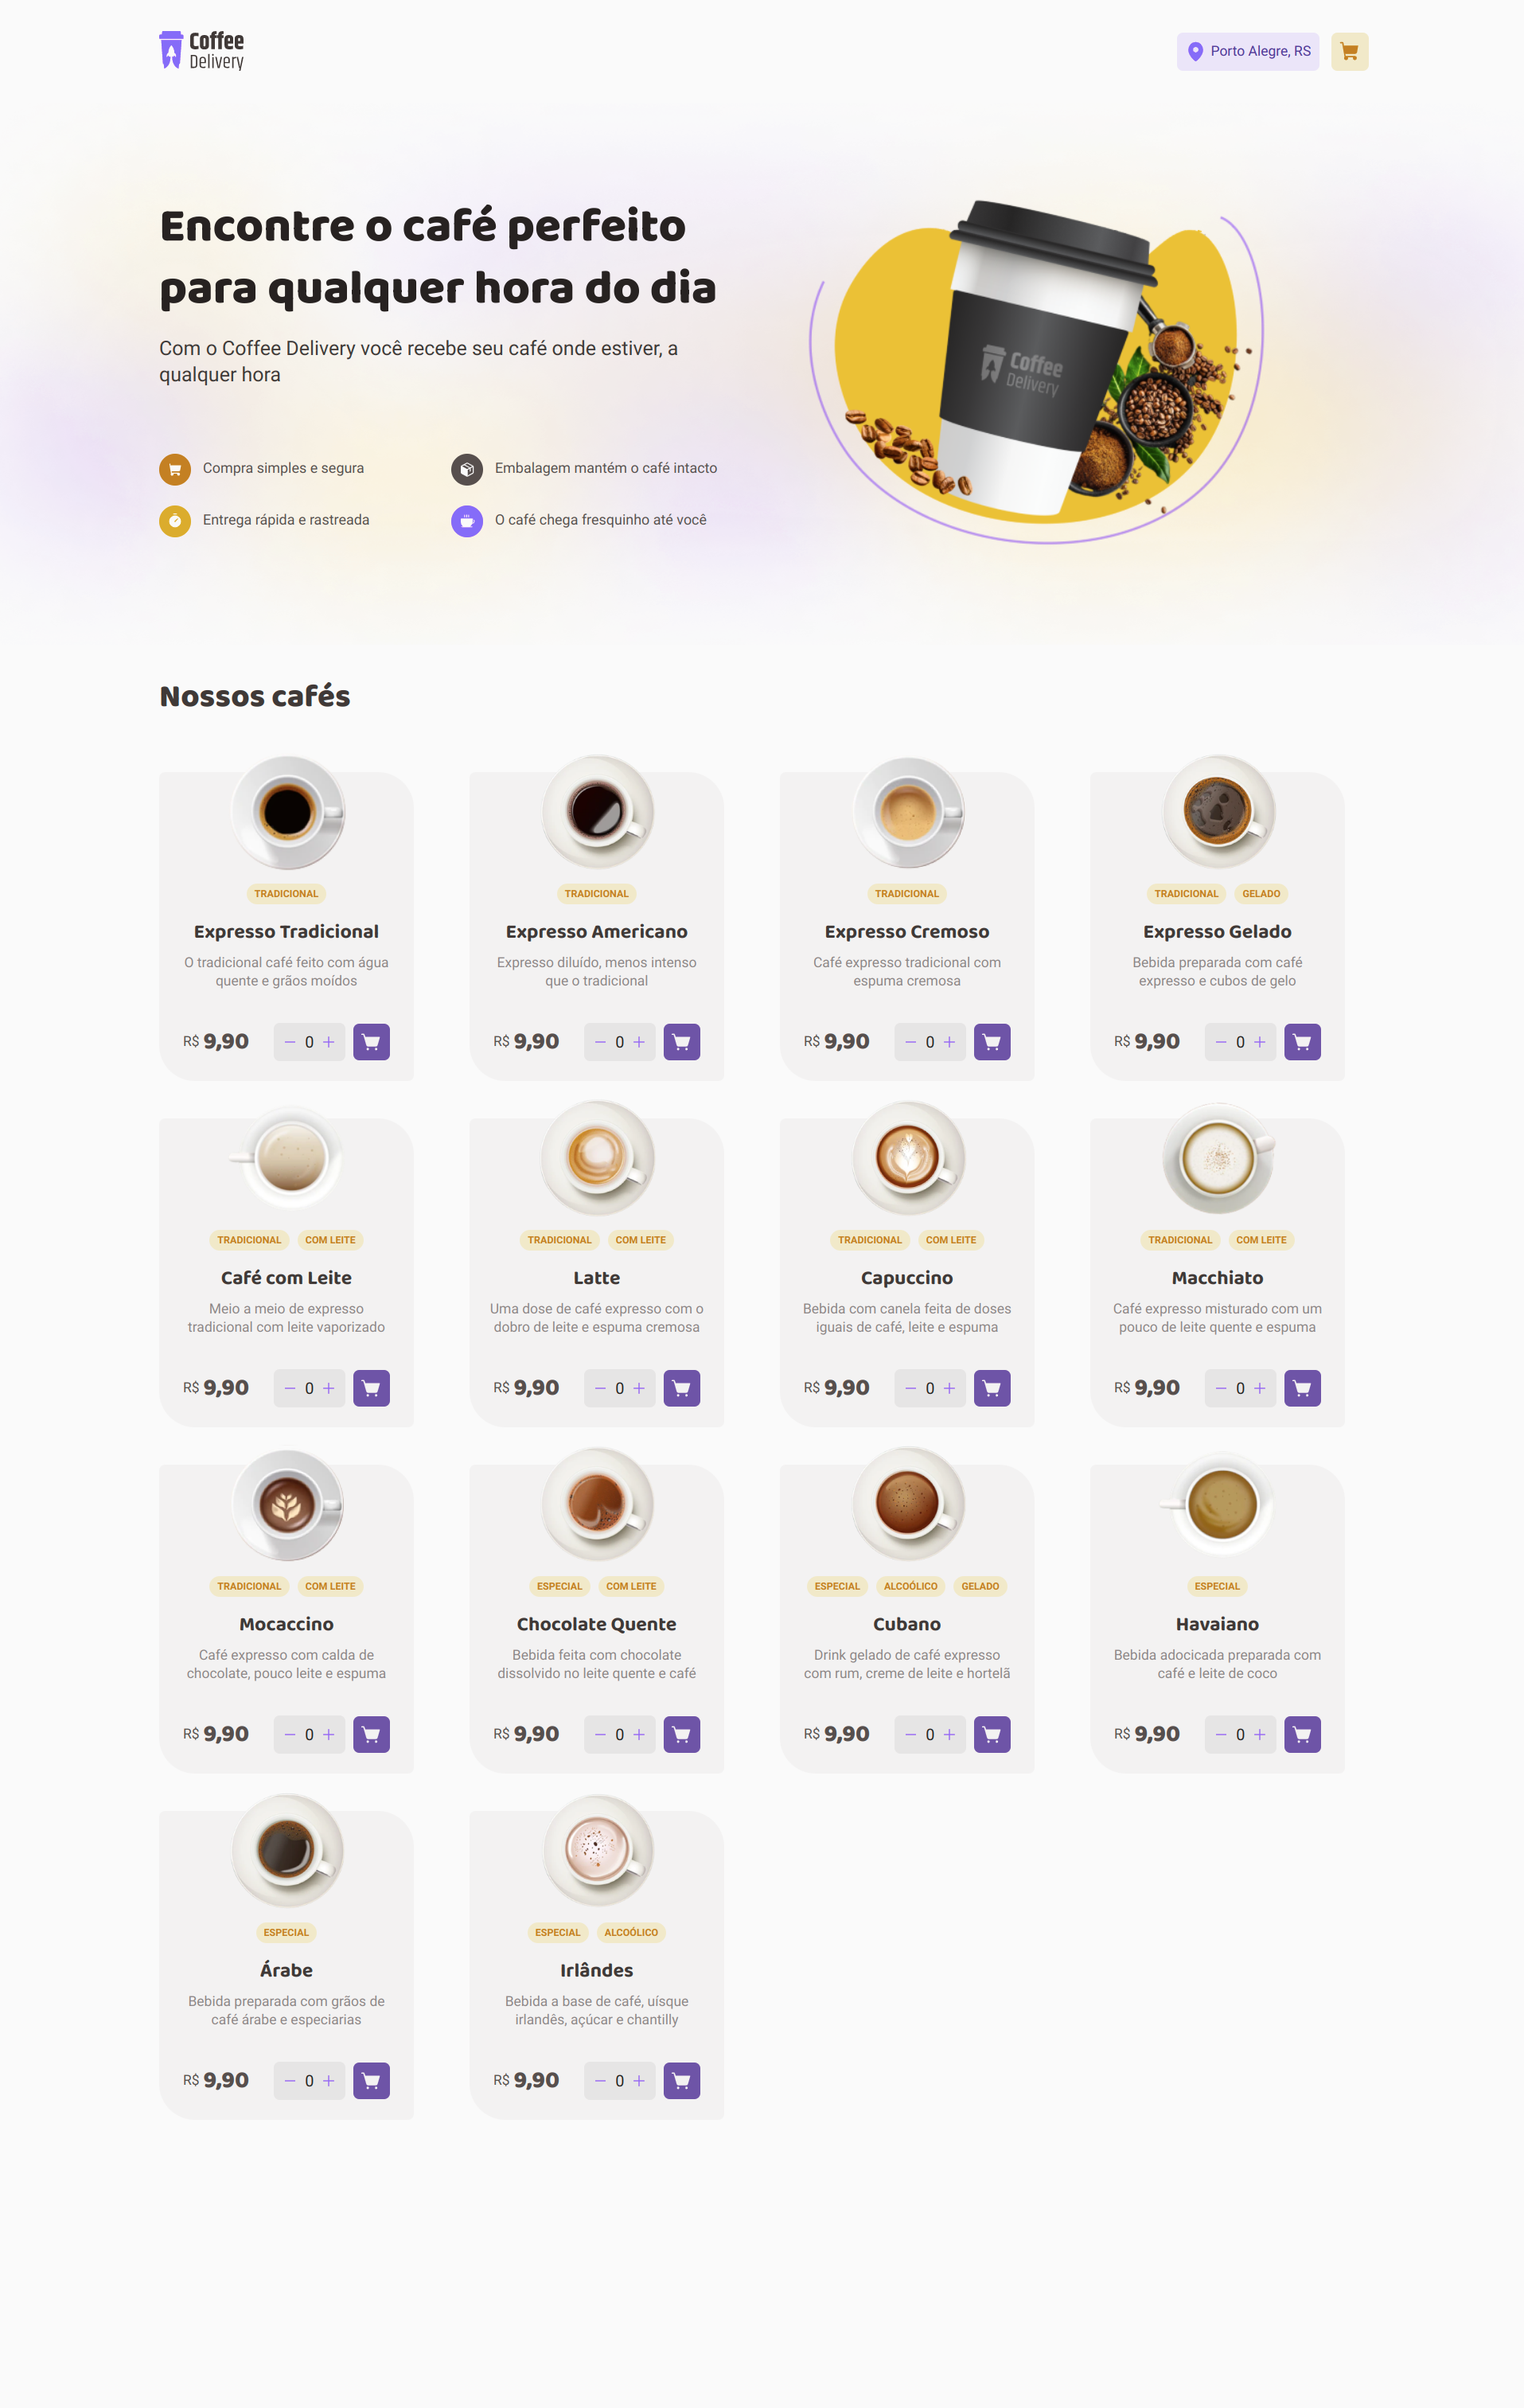 Coffee
Delivery
Porto Alegre, RS
Encontre o café perfeito
para qualquer hora do dia
Com o Coffee Delivery você recebe seu café onde estiver, a
qualquer hora
Coffee
Delivery
Compra simples e segura
Embalagem mantém o café intacto
Entrega rápida e rastreada
O café chega fresquinho até você
Nossos cafés
TRADICIONAL
Expresso Tradicional
O tradicional café feito com água
quente e grãos moídos
R$ 9,90
0
TRADICIONAL
Expresso Americano
Expresso diluído, menos intenso
que o tradicional
R$ 9,90
0
TRADICIONAL
Expresso Cremoso
Café expresso tradicional com
espuma cremosa
R$ 9,90
0
TRADICIONAL GELADO
Expresso Gelado
Bebida preparada com café
expresso e cubos de gelo
R$ 9,90
0
TRADICIONAL COM LEITE
Café com Leite
Meio a meio de expresso
tradicional com leite vaporizado
R$ 9,90
0
TRADICIONAL COM LEITE
Latte
Uma dose de café expresso com o
dobro de leite e espuma cremosa
R$ 9,90
0
TRADICIONAL COM LEITE
Capuccino
Bebida com canela feita de doses
iguais de café, leite e espuma
R$ 9,90
0
TRADICIONAL COM LEITE
Macchiato
Café expresso misturado com um
pouco de leite quente e espuma
R$ 9,90
0
TRADICIONAL COM LEITE
Mocaccino
Café expresso com calda de
chocolate, pouco leite e espuma
R$ 9,90
0
ESPECIAL COM LEITE
Chocolate Quente
Bebida feita com chocolate
dissolvido no leite quente e café
R$ 9,90
0
ESPECIAL ALCOÓLICO GELADO
Cubano
Drink gelado de café expresso
com rum, creme de leite e hortelã
R$ 9,90
0
ESPECIAL
Havaiano
Bebida adocicada preparada com
café e leite de coco
R$ 9,90
0
ESPECIAL
Árabe
Bebida preparada com grãos de
café árabe e especiarias
R$ 9,90
0
ESPECIAL ALCOÓLICO
Irlândes
Bebida a base de café, uísque
irlandês, açúcar e chantilly
R$ 9,90
0